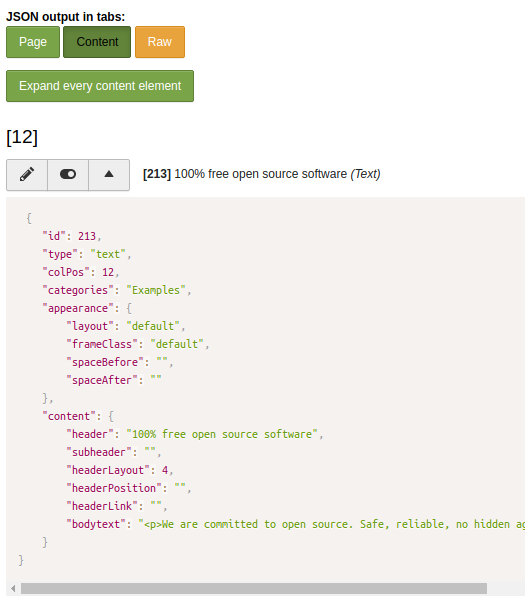 JSON output in tabs:
Page Content Raw
Expand every content element
[12]
[213] 100% free open source software (Text)
{
"id": 213,
"type": "text",
"colPos": 12,
"categories": "Examples",
"appearance": {
"layout": "default",
"frameClass": "default",
"spaceBefore": "",
"spaceAfter": ""
},
"content": {
"header": "100% free open source software",
"subheader": "",
"headerLayout": 4,
"headerPosition": "",
"headerLink": "",
"bodytext": "<p>We are committed to open source. Safe, reliable, no hidden
}
}